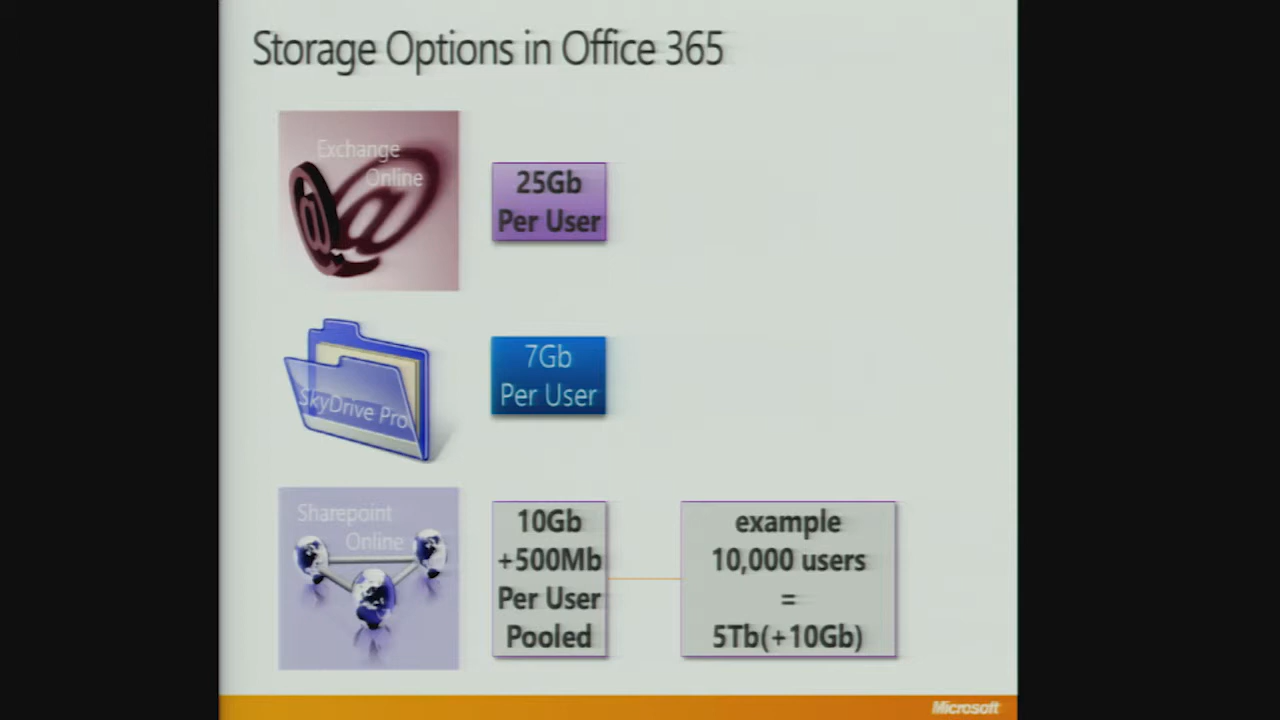 Storage Options in Office 365
Exchange
Online
25Gb
Per User
SkyDrive Pro
7Gb
Per User
Sharepoint
Online
10Gb
+500Mb
Per User
Pooled
example
10,000 users
=
5Tb(+10Gb)
Microsoft